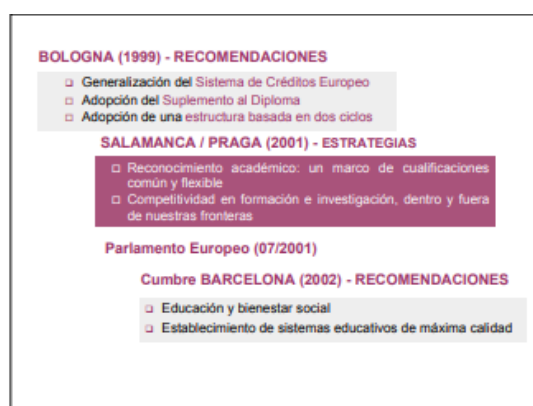 BOLOGNA (1999) - RECOMENDACIONES
❑ Generalización del Sistema de Créditos Europeo
❑ Adopción del Suplemento al Diploma
❑ Adopción de una estructura basada en dos ciclos
SALAMANCA / PRAGA (2001) - ESTRATEGIAS
❑ Reconocimiento académico: un marco de cualificaciones
común y flexible
❑ Competitividad en formación e investigación, dentro y fuera
de nuestras fronteras
Parlamento Europeo (07/2001)
Cumbre BARCELONA (2002) - RECOMENDACIONES
❑ Educación y bienestar social
❑ Establecimiento de sistemas educativos de máxima calidad